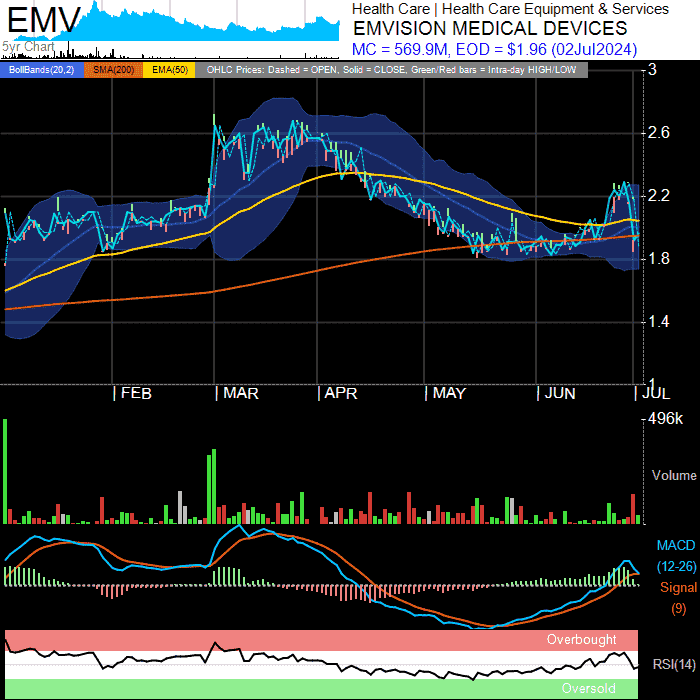 EMV
5yr Chart
Health Care | Health Care Equipment & Services
EMVISION MEDICAL DEVICES
MC = 569.9M, EOD = $1.96 (02Jul2024)
BollBands(20,2) SMA(200) EMA(50) OHLC Prices: Dashed = OPEN, Solid = CLOSE, Green/Red bars = Intra-day HIGH/LOW
3
2.6
2.2
1.8
1.4
1
FEB MAR APR MAY JUN JUL
496k
Volume
MACD
(12-26)
Signal
(9)
Overbought
RSI(14)
Oversold